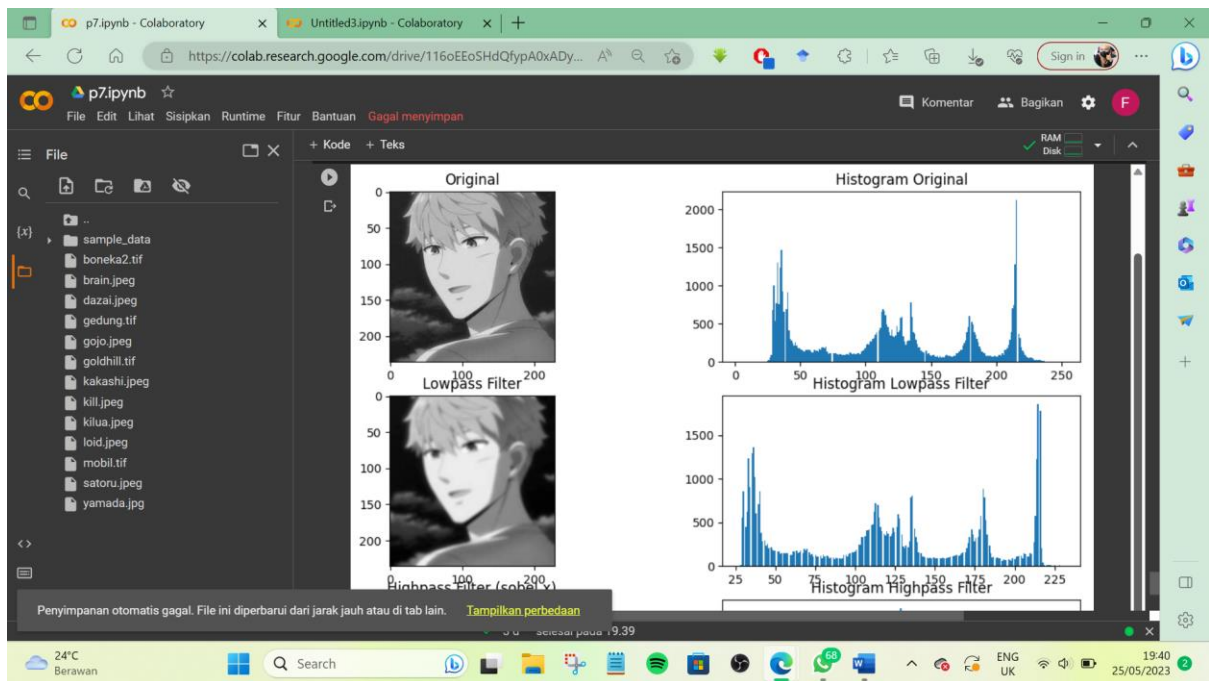 p7.ipynb - Colaboratory
Untitled3.ipynb - Colaboratory
https://colab.research.google.com/drive/116oEEoSHdQfypA0xADy...
Sign in
p7.ipynb
File Edit Lihat Sisipkan Runtime Fitur Bantuan Gagal menyimpan
Komentar
Bagikan
F
File
+ Kode + Teks
RAM
Disk
{x}
..
sample_data
boneka2.tif
brain.jpeg
dazai.jpeg
gedung.tif
gojo.jpeg
goldhill.tif
kakashi.jpeg
kill.jpeg
kilua.jpeg
loid.jpeg
mobil.tif
satoru.jpeg
yamada.jpg
Original
0
50
100
150
200
0 100 200
Histogram Original
2000
1500
1000
500
0
0 50 100 150 200 250
Lowpass Filter
0
50
100
150
200
0 100 200
Histogram Lowpass Filter
1500
1000
500
0
25 50 75 100 125 150 175 200 225
Highpass Filter (sobel x)
Histogram Highpass Filter
Penyimpanan otomatis gagal. File ini diperbarui dari jarak jauh atau di tab lain. Tampilkan perbedaan
selesai pada 19.39
24°C
Berawan
Search
68
ENG
UK
19:40
25/05/2023
2